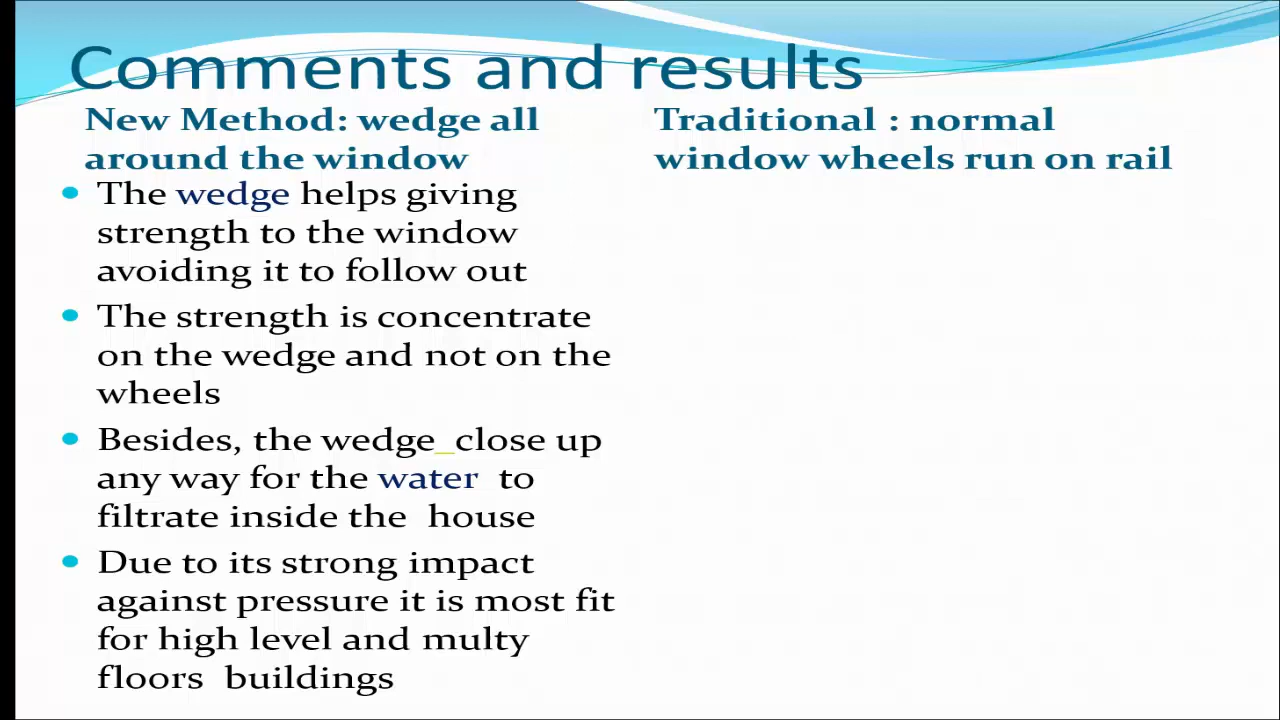 Comments and results
New Method: wedge all
around the window
The wedge helps giving
strength to the window
avoiding it to follow out
The strength is concentrate
on the wedge and not on the
wheels
Besides, the wedge_close up
any way for the water to
filtrate inside the house
Due to its strong impact
against pressure it is most fit
for high level and multy
floors buildings
Traditional : normal
window wheels run on rail